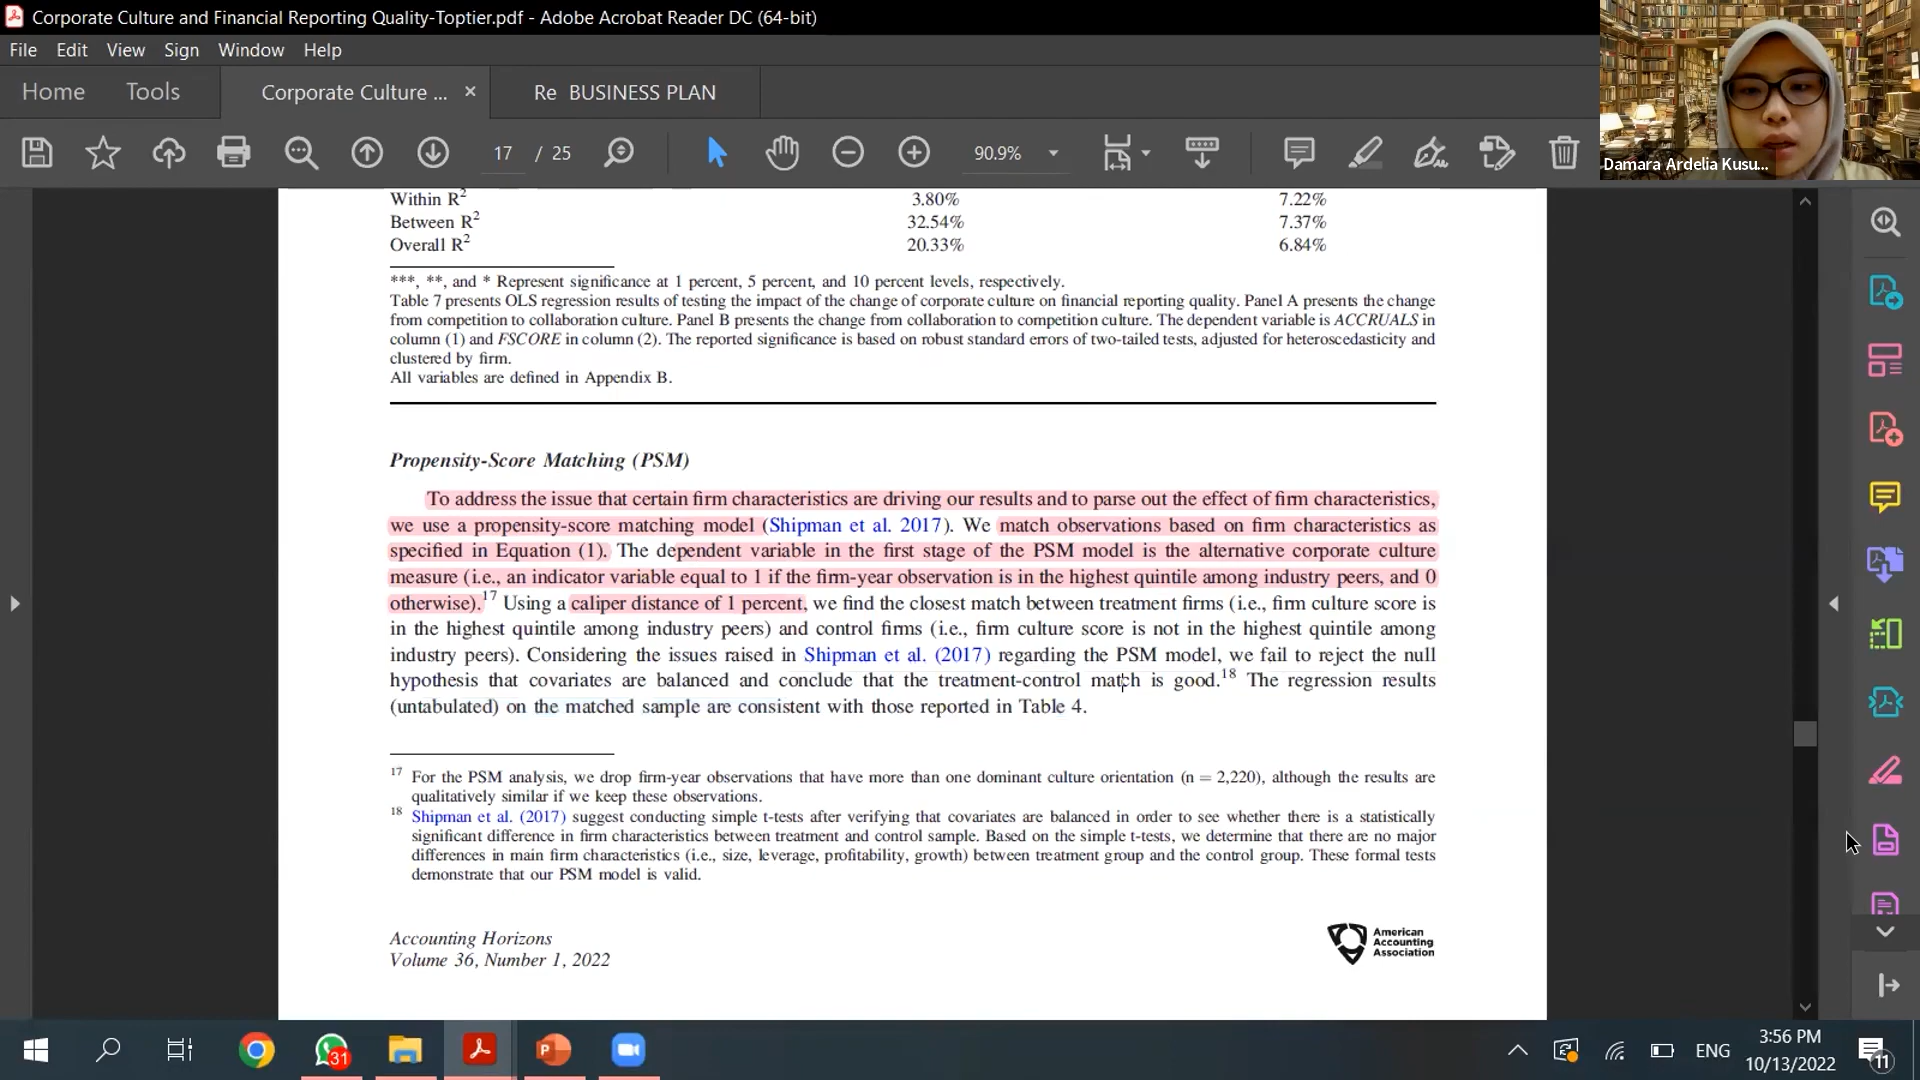 Corporate Culture and Financial Reporting Quality-Toptier.pdf - Adobe Acrobat Reader DC (64-bit)
File Edit View Sign Window Help
Home Tools Corporate Culture ... × Re BUSINESS PLAN
17 / 25 90.9%
Damara Ardelia Kusu...
Within R2 3.80% 7.22%
Between R2 32.54% 7.37%
Overall R2 20.33% 6.84%
***, **, and * Represent significance at 1 percent, 5 percent, and 10 percent levels, respectively.
Table 7 presents OLS regression results of testing the impact of the change of corporate culture on financial reporting quality. Panel A presents the change
from competition to collaboration culture. Panel B presents the change from collaboration to competition culture. The dependent variable is ACCRUALS in
column (1) and FSCORE in column (2). The reported significance is based on robust standard errors of two-tailed tests, adjusted for heteroscedasticity and
clustered by firm.
All variables are defined in Appendix B.
Propensity-Score Matching (PSM)
To address the issue that certain firm characteristics are driving our results and to parse out the effect of firm characteristics,
we use a propensity-score matching model (Shipman et al. 2017). We match observations based on firm characteristics as
specified in Equation (1). The dependent variable in the first stage of the PSM model is the alternative corporate culture
measure (i.e., an indicator variable equal to 1 if the firm-year observation is in the highest quintile among industry peers, and 0
otherwise).17 Using a caliper distance of 1 percent, we find the closest match between treatment firms (i.e., firm culture score is
in the highest quintile among industry peers) and control firms (i.e., firm culture score is not in the highest quintile among
industry peers). Considering the issues raised in Shipman et al. (2017) regarding the PSM model, we fail to reject the null
hypothesis that covariates are balanced and conclude that the treatment-control match is good.18 The regression results
(untabulated) on the matched sample are consistent with those reported in Table 4.
17 For the PSM analysis, we drop firm-year observations that have more than one dominant culture orientation (n = 2,220), although the results are
qualitatively similar if we keep these observations.
18 Shipman et al. (2017) suggest conducting simple t-tests after verifying that covariates are balanced in order to see whether there is a statistically
significant difference in firm characteristics between treatment and control sample. Based on the simple t-tests, we determine that there are no major
differences in main firm characteristics (i.e., size, leverage, profitability, growth) between treatment group and the control group. These formal tests
demonstrate that our PSM model is valid.
Accounting Horizons
Volume 36, Number 1, 2022
American
Accounting
Association
31
ENG
3:56 PM
10/13/2022
11